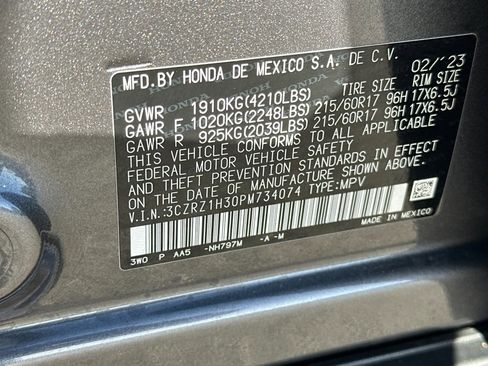 MFD.BY HONDA DE MEXICO S.A. DE C.V. 02/'23
GVWR 1910KG(4210LBS) TIRE SIZE RIM SIZE
GAWR F 1020KG(2248LBS) 215/60R17 96H 17X6.5J
GAWR R 925KG(2039LBS) 215/60R17 96H 17X6.5J
THIS VEHICLE CONFORMS TO ALL APPLICABLE
FEDERAL MOTOR VEHICLE SAFETY
AND THEFT PREVENTION STANDARDS IN EFFECT
ON THE DATE OF MANUFACTURE SHOWN ABOVE.
V.I.N.:3CZRZ1H30PM734074 TYPE:MPV
MADE IN MEXICO
3W0 P AA5 -NH797M -A -M